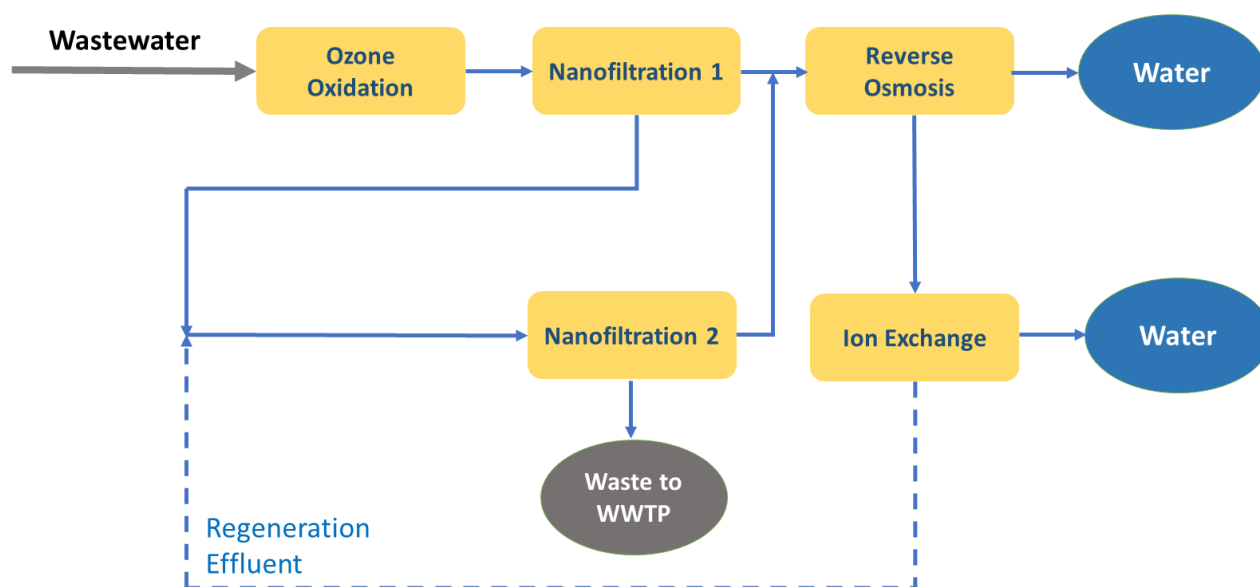 Wastewater
Ozone
Oxidation
Nanofiltration 1
Reverse
Osmosis
Water
Nanofiltration 2
Ion Exchange
Water
Waste to
WWTP
Regeneration
Effluent